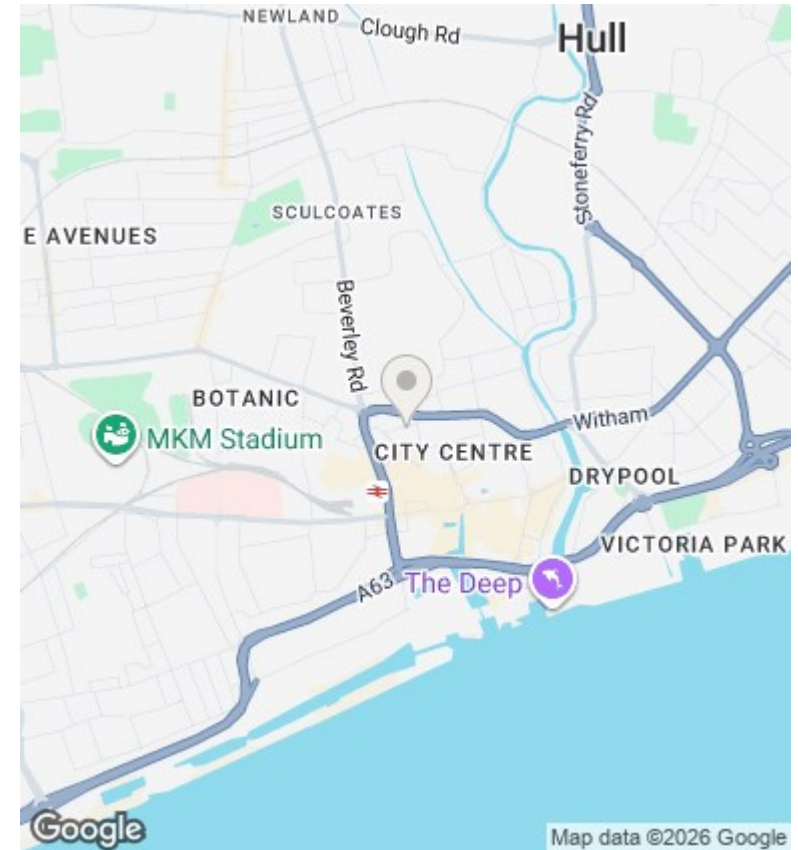 NEWLAND
Clough Rd
Hull
Stoneferry Rd
SCULCOATES
E AVENUES
Beverley Rd
BOTANIC
MKM Stadium
Witham
CITY CENTRE
DRYPOOL
VICTORIA PARK
A63
The Deep
Google
Map data ©2026 Google